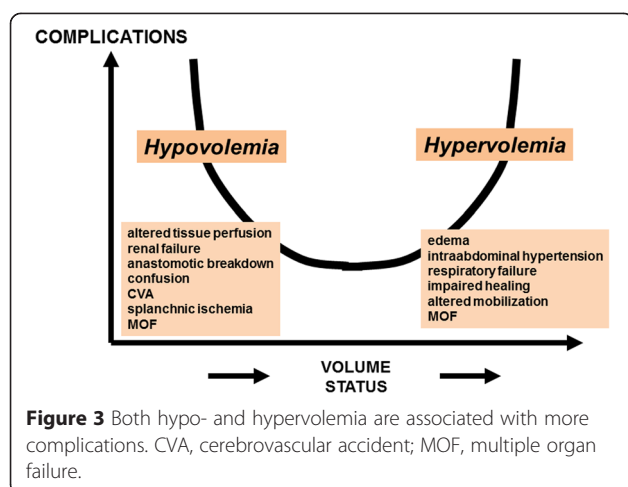 COMPLICATIONS
Hypovolemia
Hypervolemia
altered tissue perfusion
renal failure
anastomotic breakdown
confusion
CVA
splanchnic ischemia
MOF
edema
intraabdominal hypertension
respiratory failure
impaired healing
altered mobilization
MOF
VOLUME
STATUS
Figure 3 Both hypo- and hypervolemia are associated with more
complications. CVA, cerebrovascular accident; MOF, multiple organ
failure.